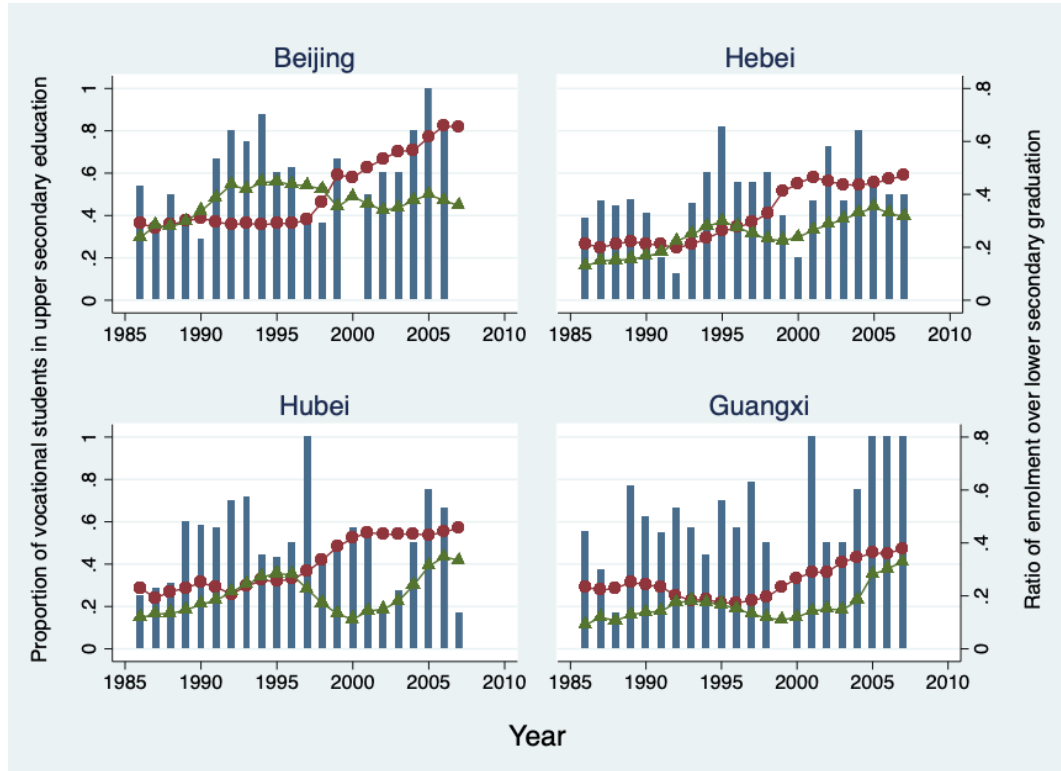 Beijing
Hebei
1
.8
.6
.4
.2
0
.8
.6
.4
.2
0
1985 1990 1995 2000 2005 2010
1985 1990 1995 2000 2005 2010
Hubei
Guangxi
1
.8
.6
.4
.2
0
.8
.6
.4
.2
0
1985 1990 1995 2000 2005 2010
1985 1990 1995 2000 2005 2010
Proportion of vocational students in upper secondary education
Ratio of enrolment over lower secondary graduation
Year